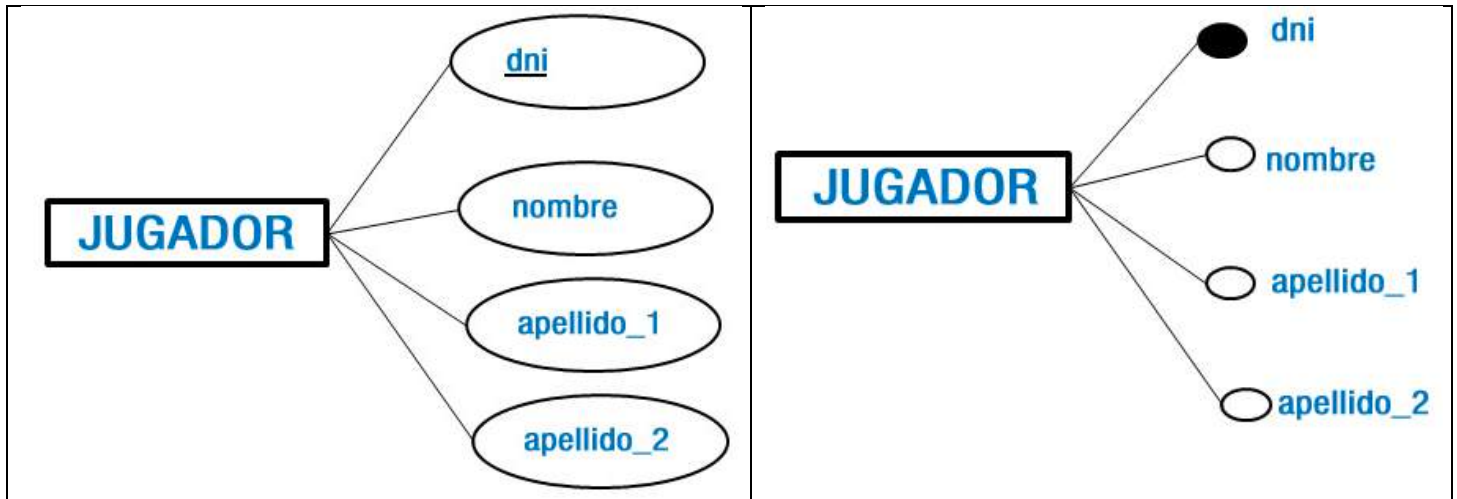 dni
nombre
JUGADOR
apellido_1
apellido_2
dni
nombre
JUGADOR
apellido_1
apellido_2